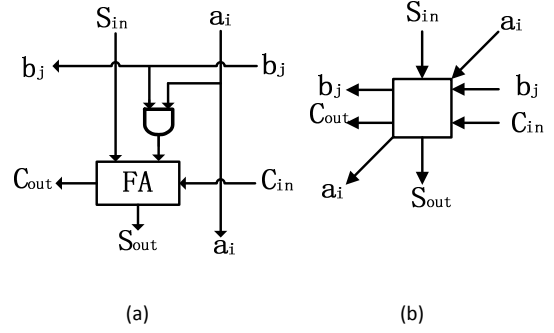 Sin ai
bj bj
FA
Cout Cin
Sout ai
(a)
Sin ai
bj bj
Cout Cin
ai Sout
(b)